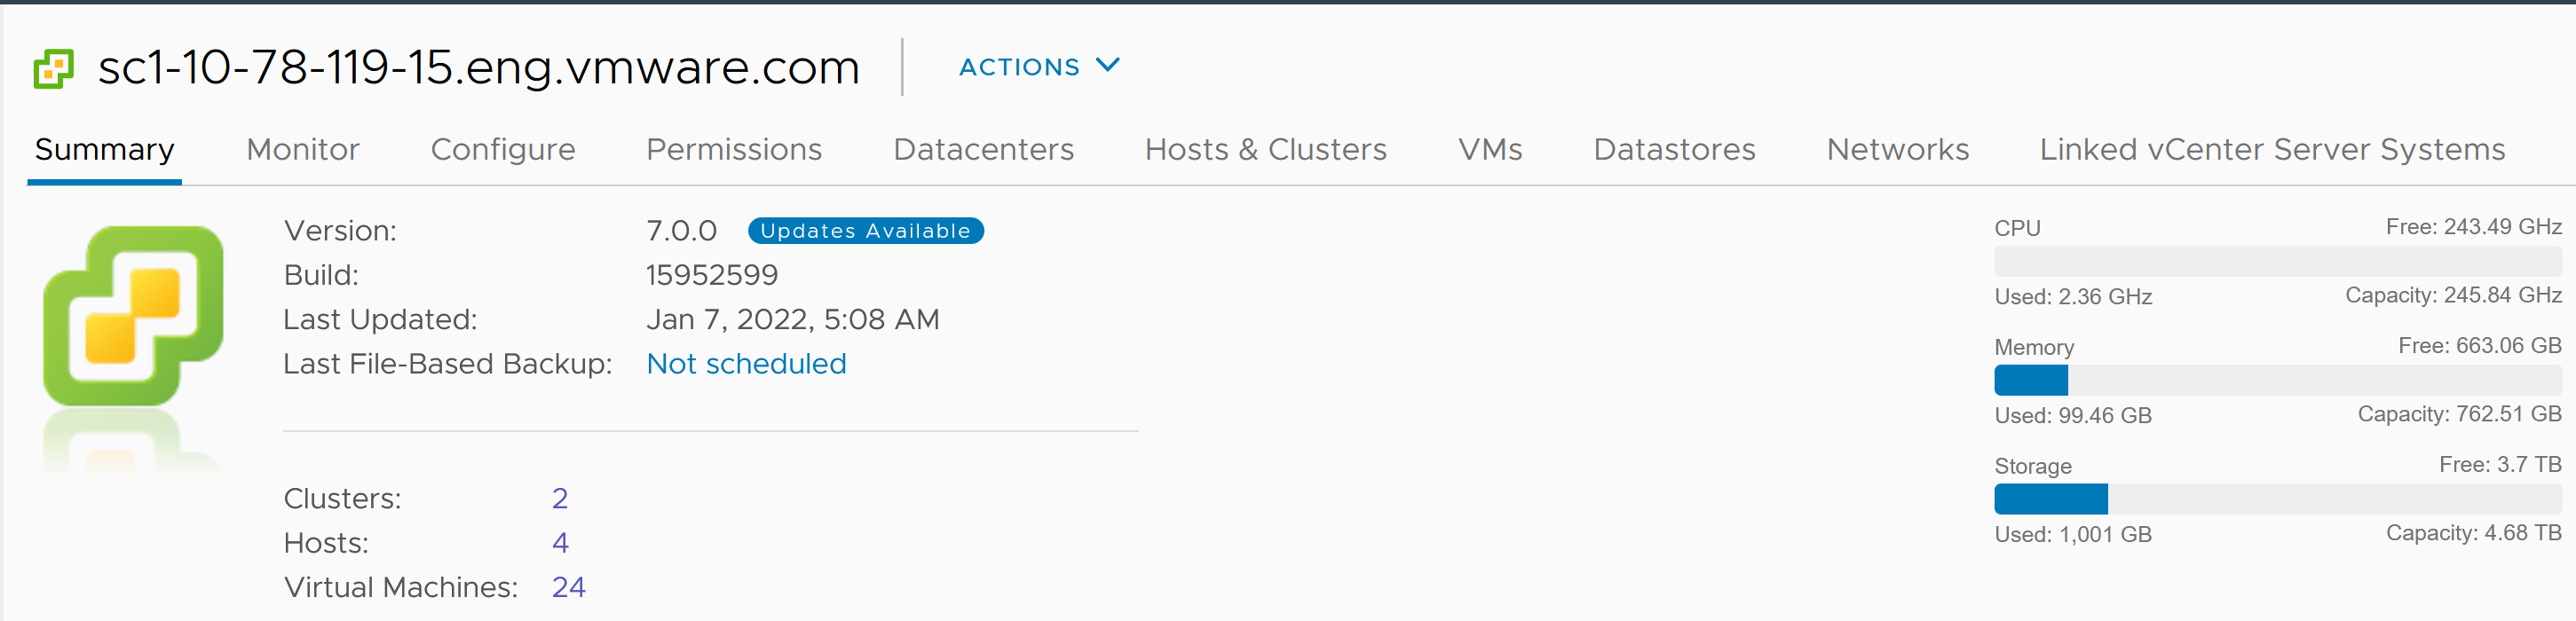 sc1-10-78-119-15.eng.vmware.com ACTIONS
Summary Monitor Configure Permissions Datacenters Hosts & Clusters VMs Datastores Networks Linked vCenter Server Systems
Version: 7.0.0 Updates Available
Build: 15952599
Last Updated: Jan 7, 2022, 5:08 AM
Last File-Based Backup: Not scheduled
Clusters: 2
Hosts: 4
Virtual Machines: 24
CPU Free: 243.49 GHz
Used: 2.36 GHz Capacity: 245.84 GHz
Memory Free: 663.06 GB
Used: 99.46 GB Capacity: 762.51 GB
Storage Free: 3.7 TB
Used: 1,001 GB Capacity: 4.68 TB